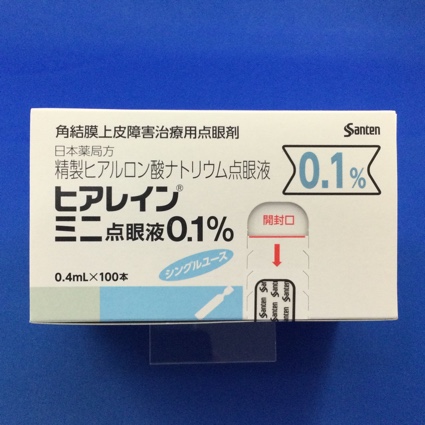 角結膜上皮障害治療用点眼剤
Santen
日本薬局方
精製ヒアルロン酸ナトリウム点眼液
0.1%
ヒアレイン®
ミニ点眼液0.1%
開封口
0.4mL×100本
シングルユース
Santen
Santen